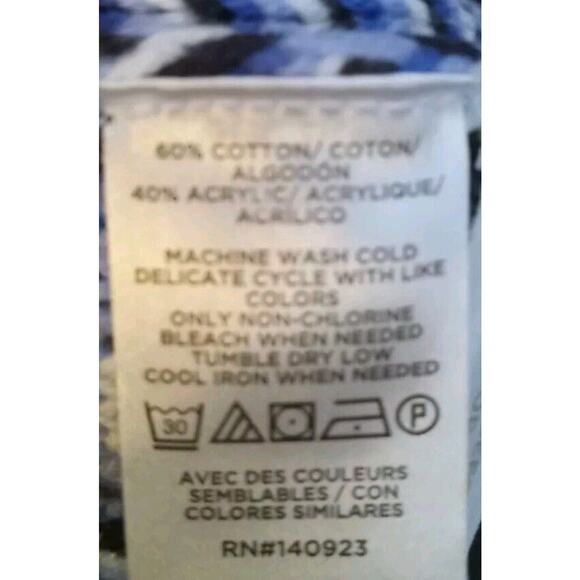 60% COTTON/ COTON/
ALGODÓN
40% ACRYLIC/ ACRYLIQUE/
ACRÍLICO
MACHINE WASH COLD
DELICATE CYCLE WITH LIKE
COLORS
ONLY NON-CHLORINE
BLEACH WHEN NEEDED
TUMBLE DRY LOW
COOL IRON WHEN NEEDED
30 P
AVEC DES COULEURS
SEMBLABLES / CON
COLORES SIMILARES
RN#140923